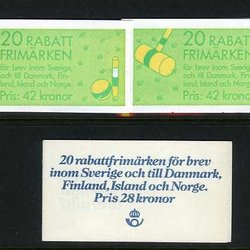 20 RABATT
FRIMÄRKEN
för brev inom Sverige,
och till Danmark, Fin-
land, Island och Norge.
Pris: 42 kronor
20 RABATT
FRIMÄRKEN
för brev inom Sverige,
och till Danmark, Fin-
land, Island och Norge.
Pris: 42 kronor
20 rabattfrimärken för brev
inom Sverige och till Danmark,
Finland, Island och Norge.
Pris 28 kronor